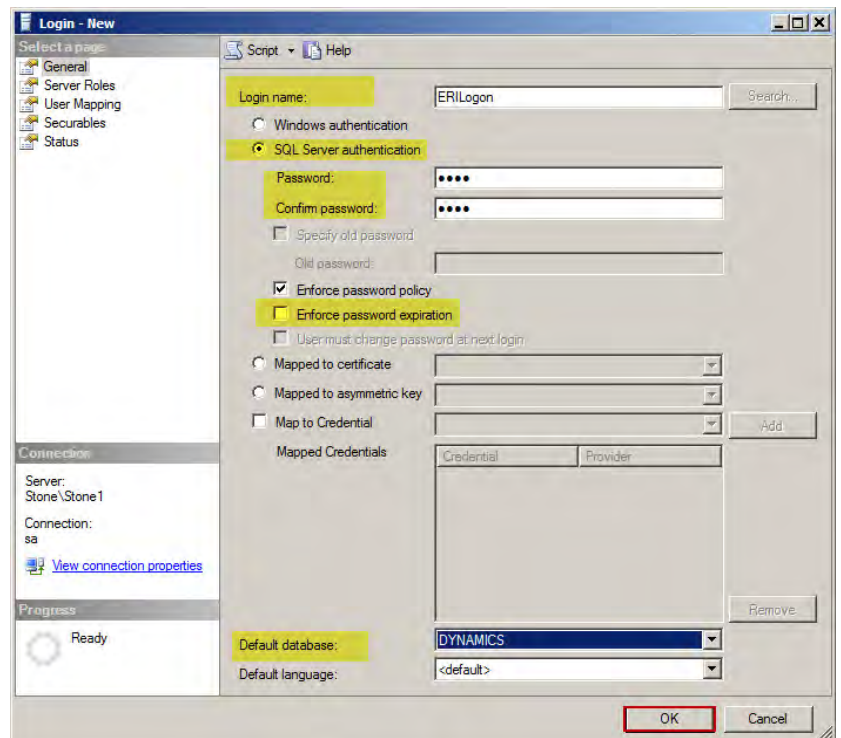 Login - New
Select a page
General
Server Roles
User Mapping
Securables
Status
Script Help
Login name: ERILogon Search...
Windows authentication
SQL Server authentication
Password: ••••
Confirm password: ••••
Specify old password
Old password:
Enforce password policy
Enforce password expiration
User must change password at next login
Mapped to certificate
Mapped to asymmetric key
Map to Credential Add
Mapped Credentials Credential Provider
Remove
Default database: DYNAMICS
Default language: <default>
Connection
Server:
Stone\Stone1
Connection:
sa
View connection properties
Progress
Ready
OK Cancel